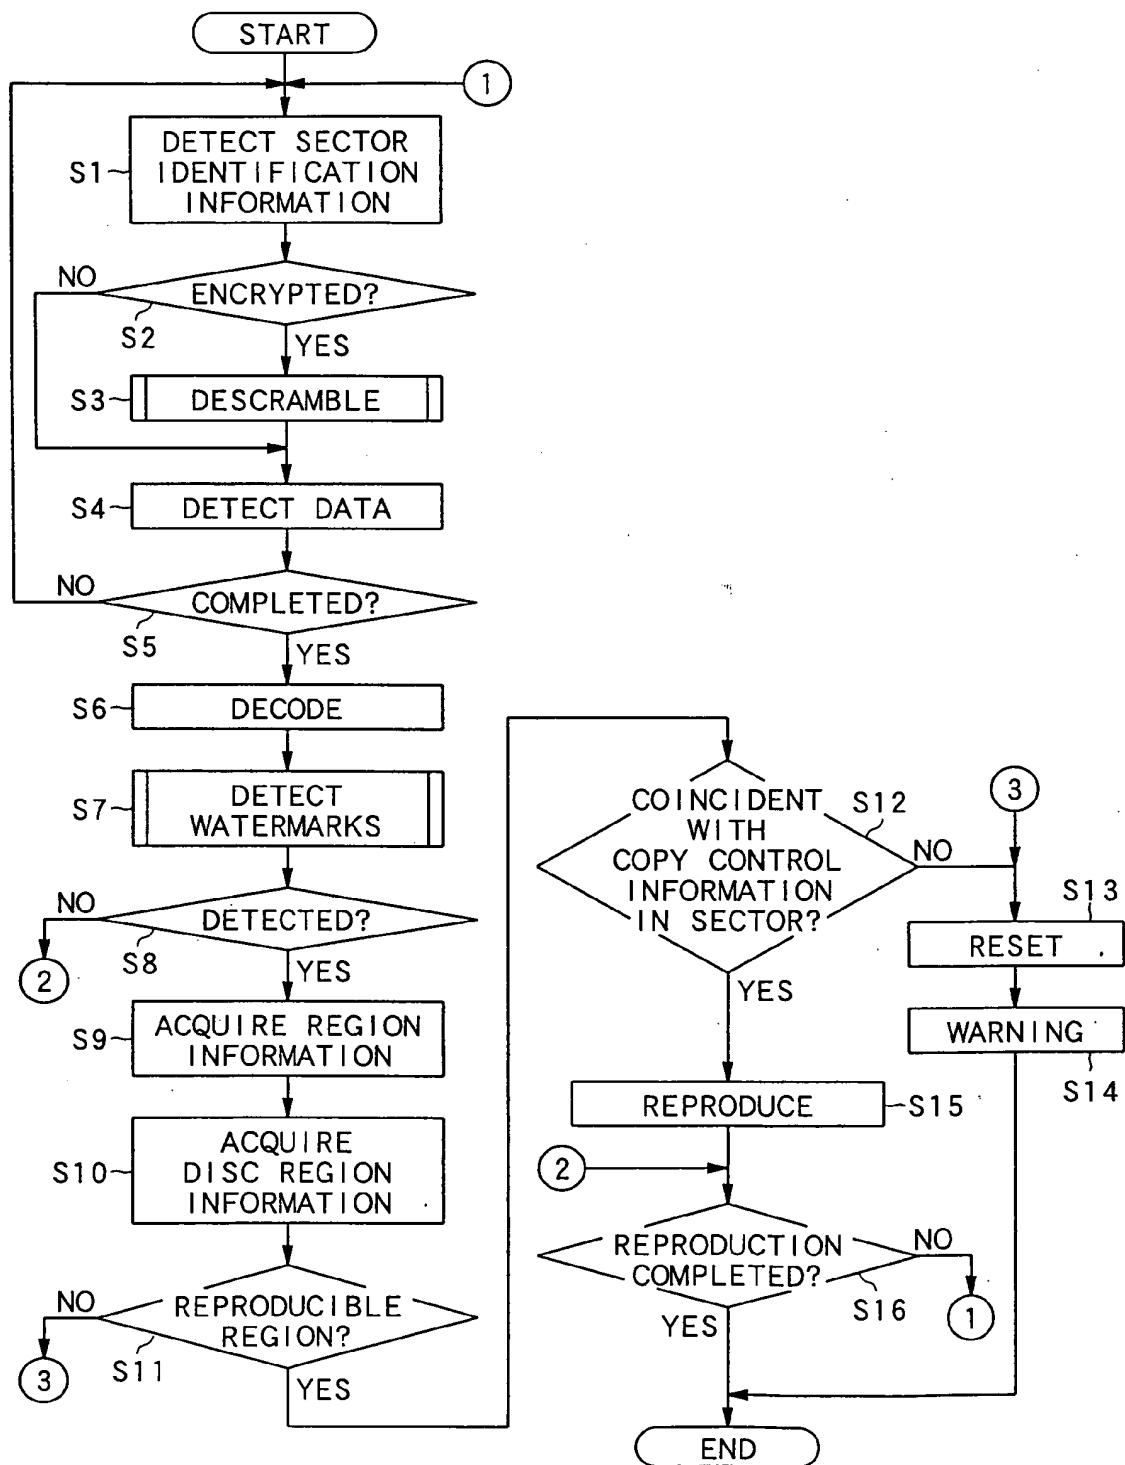 START
1
S1
DETECT SECTOR
IDENTIFICATION
INFORMATION
NO
ENCRYPTED?
S2
YES
S3
DESCRAMBLE
S4
DETECT DATA
NO
COMPLETED?
S5
YES
S6
DECODE
S7
DETECT
WATERMARKS
NO
DETECTED?
2
S8
YES
S9
ACQUIRE REGION
INFORMATION
S10
ACQUIRE
DISC REGION
INFORMATION
NO
REPRODUCIBLE
REGION?
3
S11
YES
COINCIDENT
WITH
COPY CONTROL
INFORMATION
IN SECTOR?
S12
NO
3
YES
S13
RESET
WARNING
S14
REPRODUCE
S15
2
REPRODUCTION
COMPLETED?
NO
S16
1
YES
END